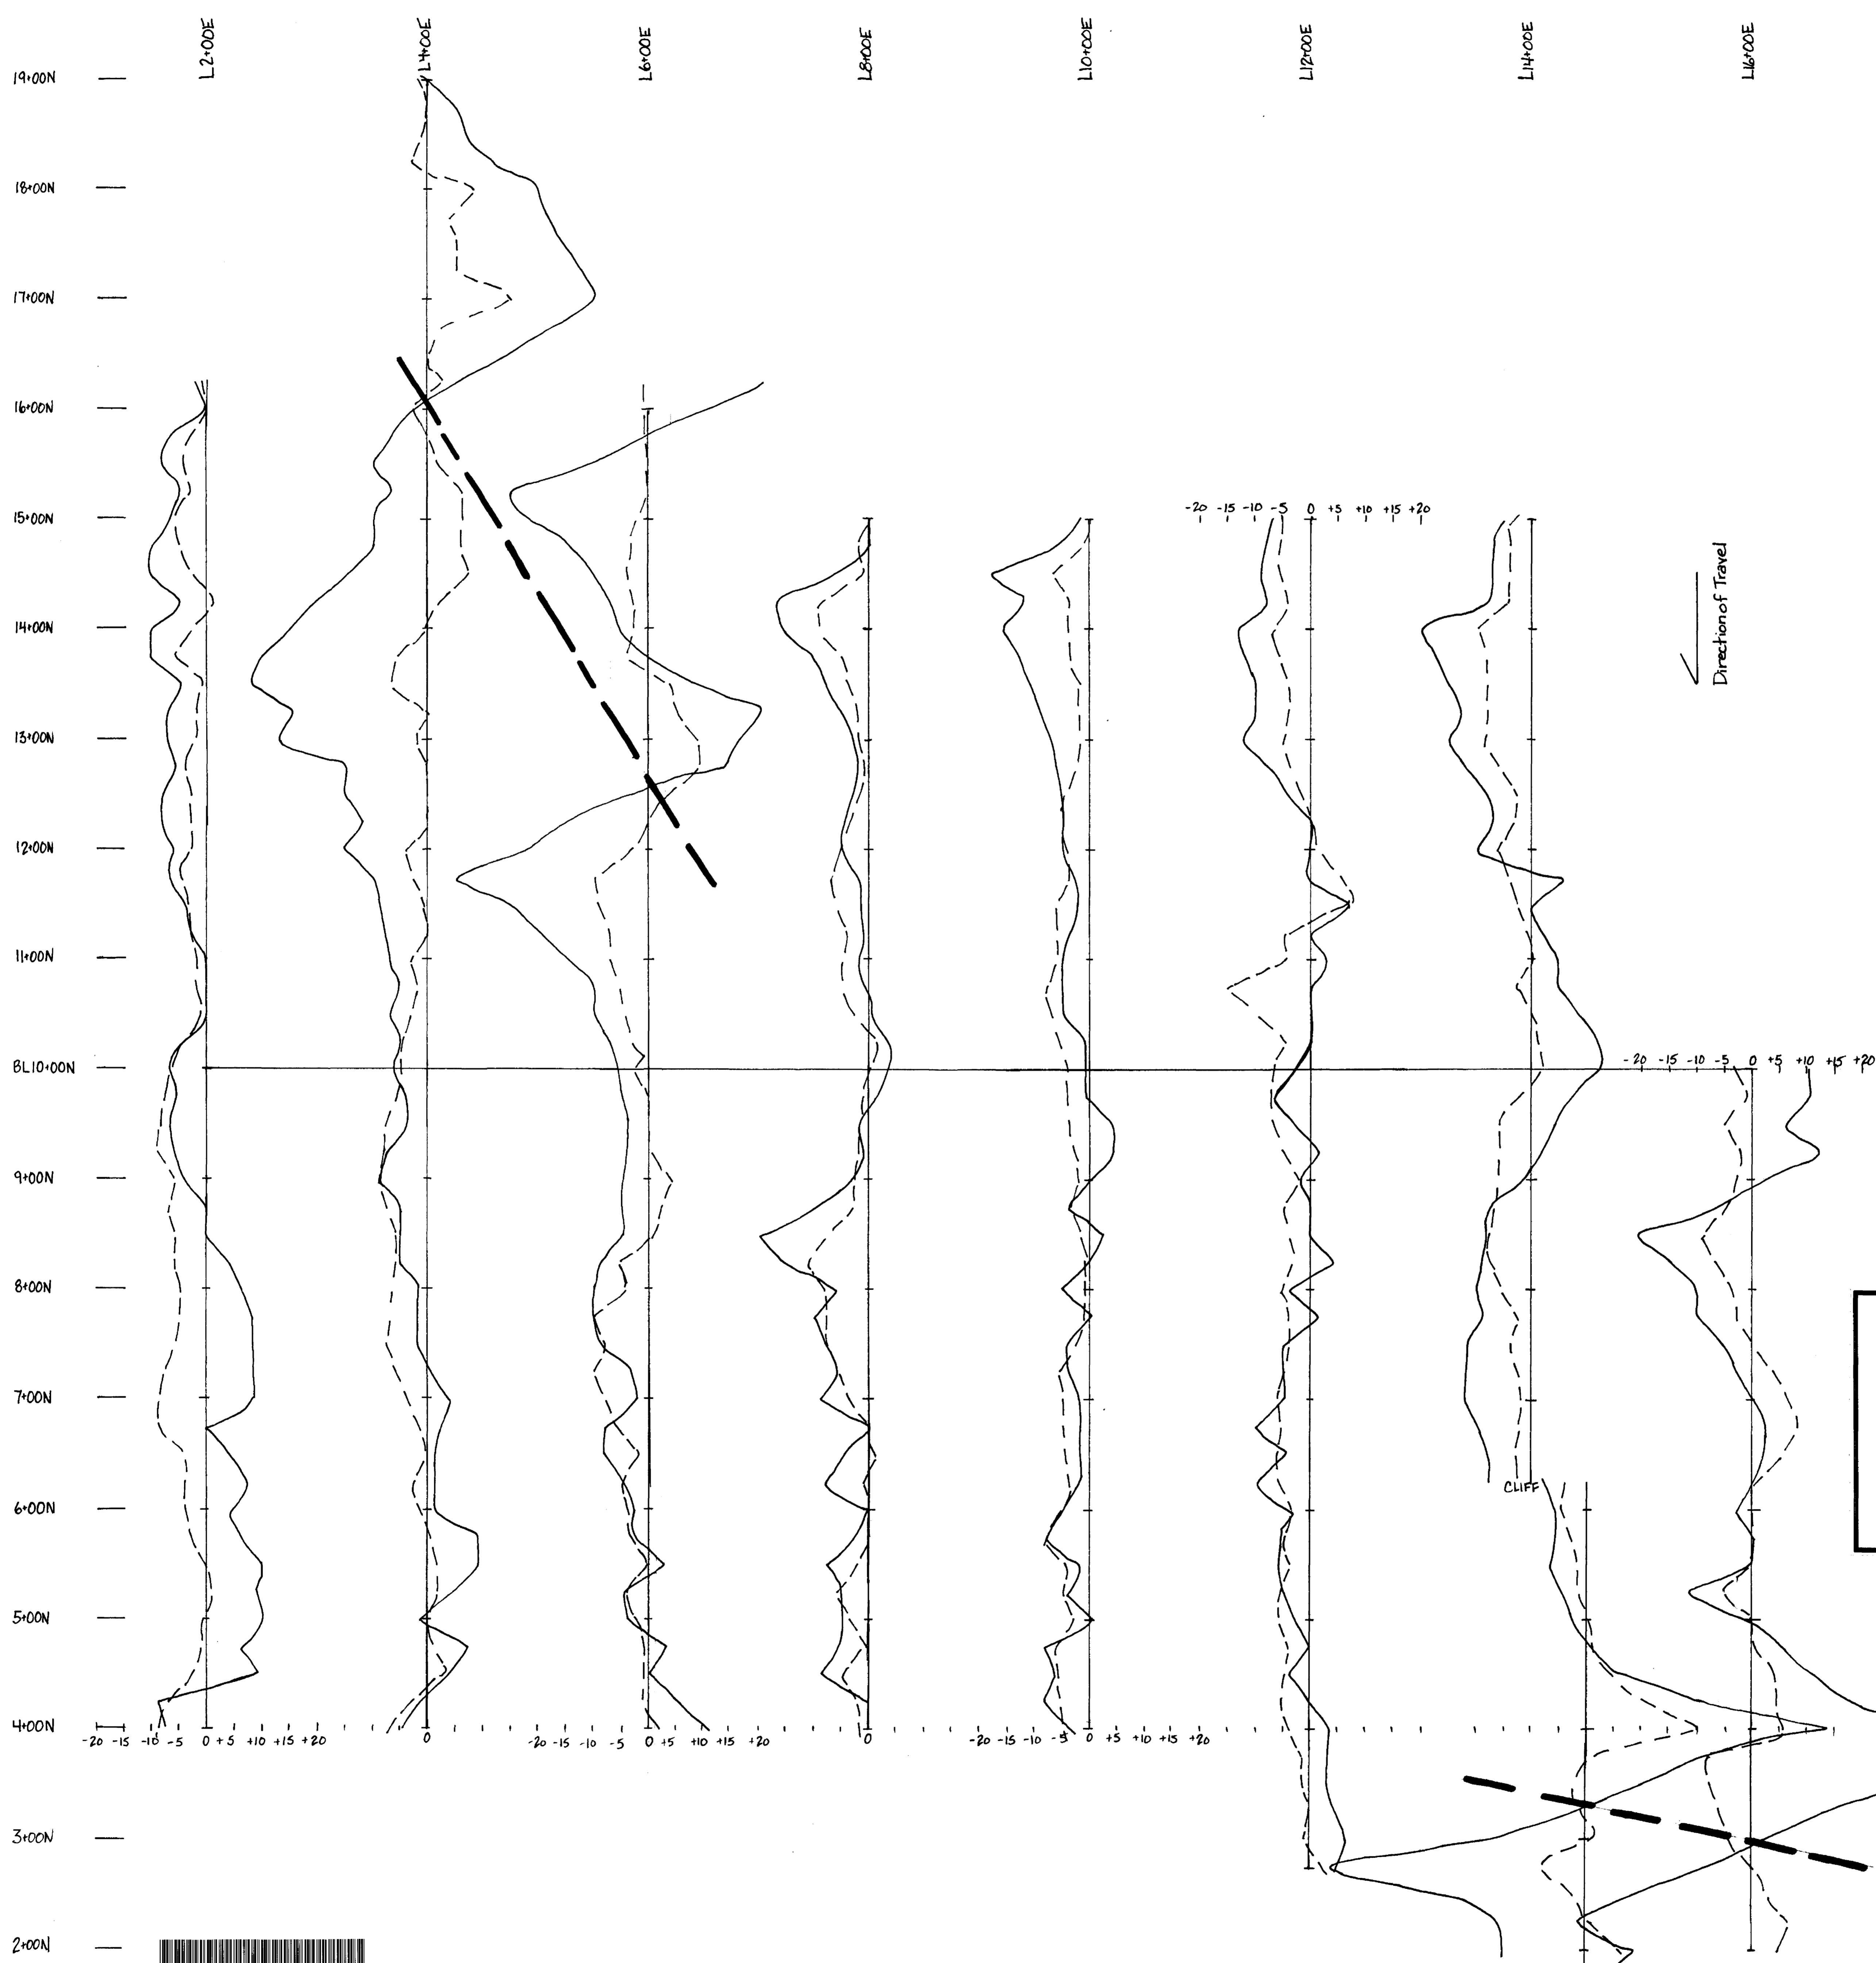 L2+00E L4+00E L6+00E L8+00E L10+00E L12+00E L14+00E L16+00E
19+00N
18+00N
17+00N
16+00N
-20 -15 -10 -5 0 +5 +10 +15 +20
15+00N
Direction of Travel
14+00N
13+00N
12+00N
11+00N
-20 -15 -10 -5 0 +5 +10 +15 +20
BL10+00N
9+00N
8+00N
7+00N
CLIFF
6+00N
5+00N
4+00N
-20 -15 -10 -5 0 +5 +10 +15 +20 0 -20 -15 -10 -5 0 +5 +10 +15 +20 0 -20 -15 -10 -5 0 +5 +10 +15 +20
3+00N
2+00N